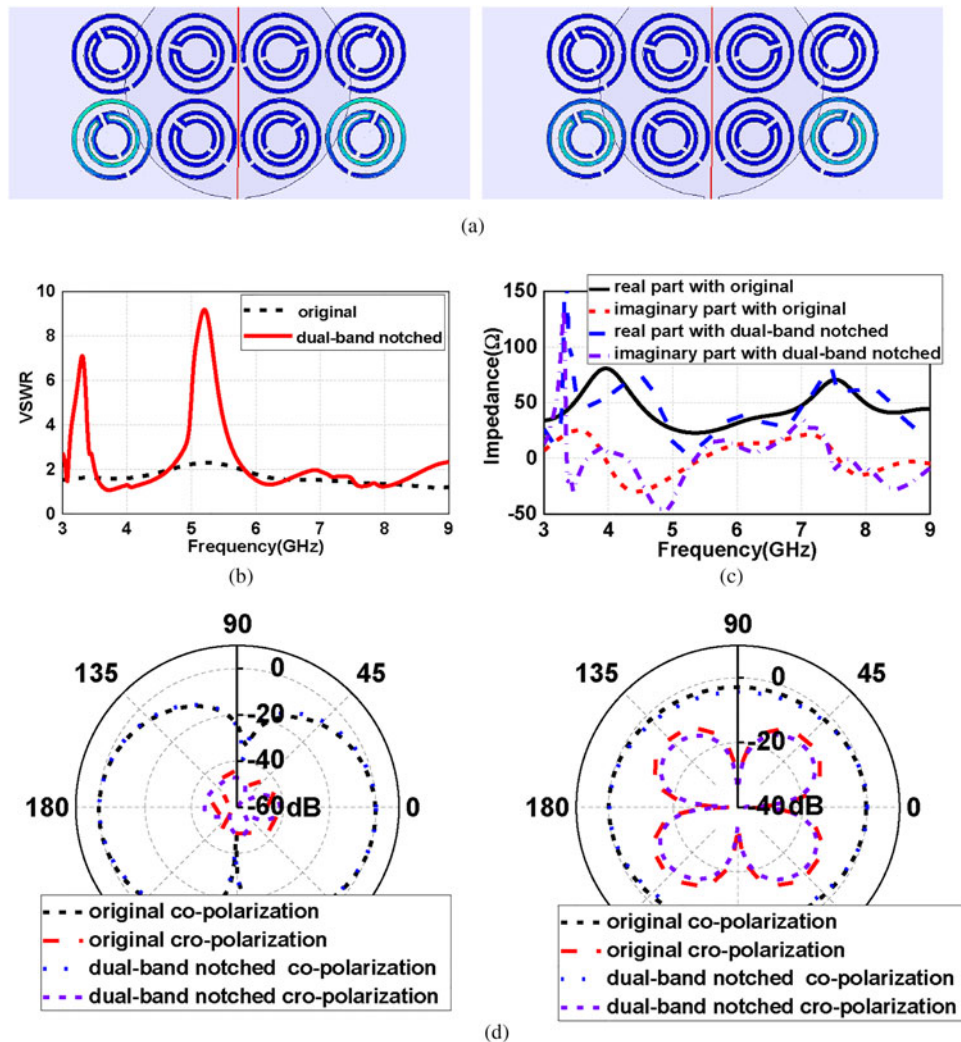 (a)
10
8
6
4
2
0
VSWR
original
dual-band notched
3 4 5 6 7 8 9
Frequency(GHz)
(b)
150
100
50
0
-50
Impedance(Ω)
real part with original
imaginary part with original
real part with dual-band notched
imaginary part with dual-band notched
3 4 5 6 7 8 9
Frequency(GHz)
(c)
90
135 0 45
-20
-40
180 -60 dB 0
original co-polarization
original cro-polarization
dual-band notched co-polarization
dual-band notched cro-polarization
90
135 0 45
-20
180 -40 dB 0
original co-polarization
original cro-polarization
dual-band notched co-polarization
dual-band notched cro-polarization
(d)